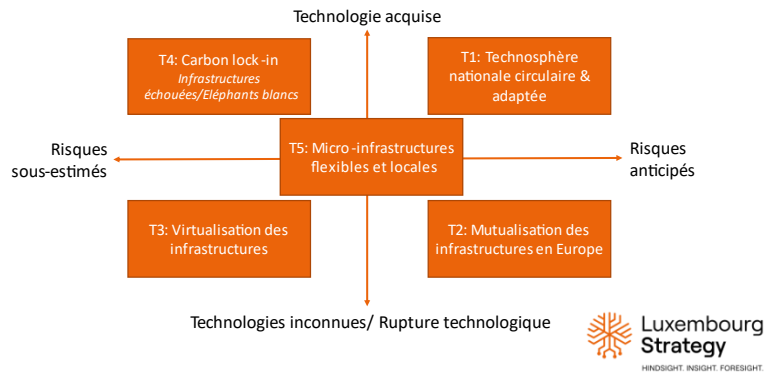 Technologie acquise
T4: Carbon lock-in
Infrastructures
échouées/Eléphants blancs
T1: Technosphère
nationale circulaire &
adaptée
Risques
sous-estimés
T5: Micro-infrastructures
flexibles et locales
Risques
anticipés
T3: Virtualisation des
infrastructures
T2: Mutualisation des
infrastructures en Europe
Technologies inconnues/ Rupture technologique
Luxembourg
Strategy
HINDSIGHT. INSIGHT. FORESIGHT.